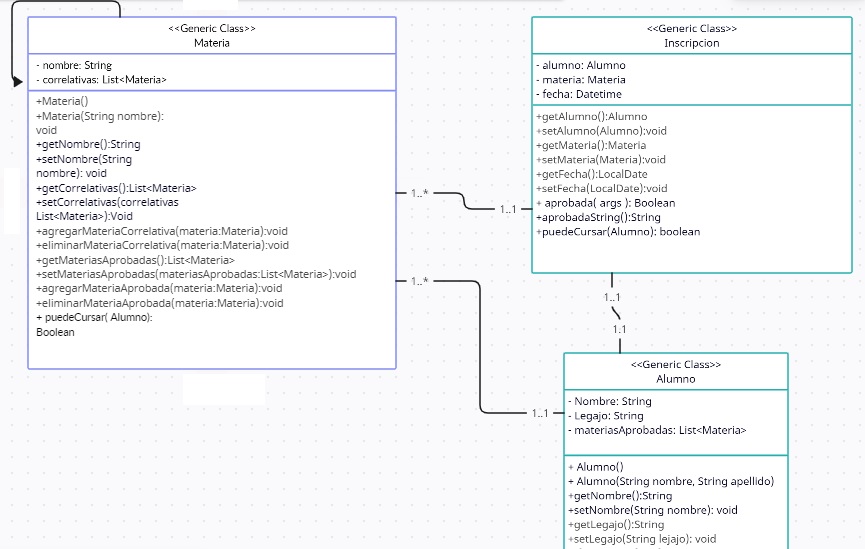 <<Generic Class>>
Materia
- nombre: String
- correlativas: List<Materia>
+Materia()
+Materia(String nombre):
void
+getNombre():String
+setNombre(String
nombre): void
+getCorrelativas():List<Materia>
+setCorrelativas(correlativas
List<Materia>):Void
+agregarMateriaCorrelativa(materia:Materia):void
+eliminarMateriaCorrelativa(materia:Materia):void
+getMateriasAprobadas():List<Materia>
+setMateriasAprobadas(materiasAprobadas:List<Materia>):void
+agregarMateriaAprobada(materia:Materia):void
+eliminarMateriaAprobada(materia:Materia):void
+ puedeCursar( Alumno):
Boolean
1..*
1..1
1..*
1..1
<<Generic Class>>
Inscripcion
- alumno: Alumno
- materia: Materia
- fecha: Datetime
+getAlumno():Alumno
+setAlumno(Alumno):void
+getMateria():Materia
+setMateria(Materia):void
+getFecha():LocalDate
+setFecha(LocalDate):void
+ aprobada( args ): Boolean
+aprobadaString():String
+puedeCursar(Alumno): boolean
1..1
1.1
<<Generic Class>>
Alumno
- Nombre: String
- Legajo: String
- materiasAprobadas: List<Materia>
+ Alumno()
+ Alumno(String nombre, String apellido)
+getNombre():String
+setNombre(String nombre): void
+getLegajo():String
+setLegajo(String lejajo): void